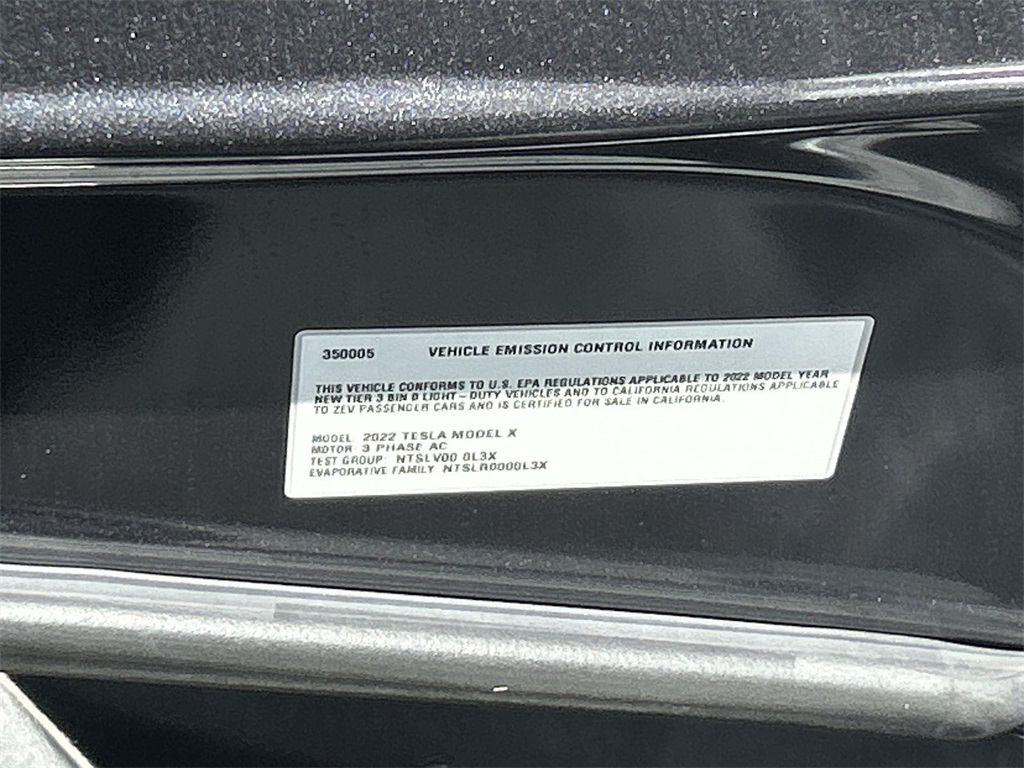 350005 VEHICLE EMISSION CONTROL INFORMATION
THIS VEHICLE CONFORMS TO U.S. EPA REGULATIONS APPLICABLE TO 2022 MODEL YEAR
NEW TIER 3 BIN 0 LIGHT - DUTY VEHICLES AND TO CALIFORNIA REGULATIONS APPLICABLE
TO ZEV PASSENGER CARS AND IS CERTIFIED FOR SALE IN CALIFORNIA.
MODEL: 2022 TESLA MODEL X
MOTOR: 3 PHASE AC
TEST GROUP: NTSLV00.0L3X
EVAPORATIVE FAMILY: NTSLR0000L3X